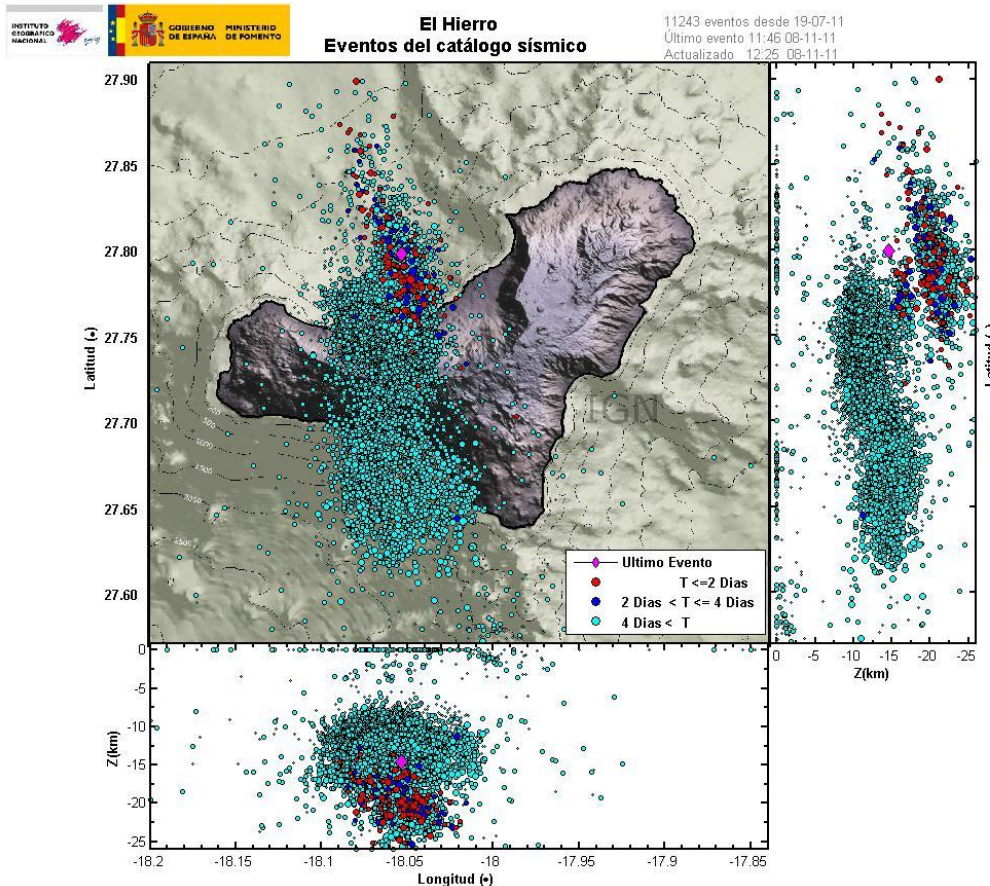 INSTITUTO
GEOGRÁFICO
NACIONAL
GOBIERNO
DE ESPAÑA
MINISTERIO
DE FOMENTO
El Hierro
Eventos del catálogo sísmico
11243 eventos desde 19-07-11
Último evento 11:46 08-11-11
Actualizado 12:25 08-11-11
27.90
27.85
27.80
27.75
27.70
27.65
27.60
Latitud (•)
IGN
500
1000
1500
Ultimo Evento
T <=2 Dias
2 Dias < T <= 4 Dias
4 Dias < T
0 -5 -10 -15 -20 -25
Z(km)
Latitud (•)
0
-5
-10
-15
-20
-25
Z(km)
-18.2 -18.15 -18.1 -18.05 -18 -17.95 -17.9 -17.85
Longitud (•)